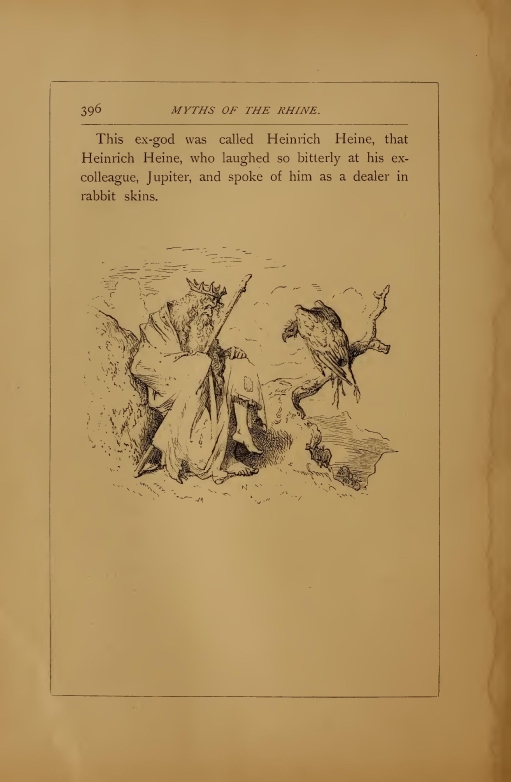 396 MYTHS OF THE RHINE.
This ex-god was called Heinrich Heine, that
Heinrich Heine, who laughed so bitterly at his ex-
colleague, Jupiter, and spoke of him as a dealer in
rabbit skins.